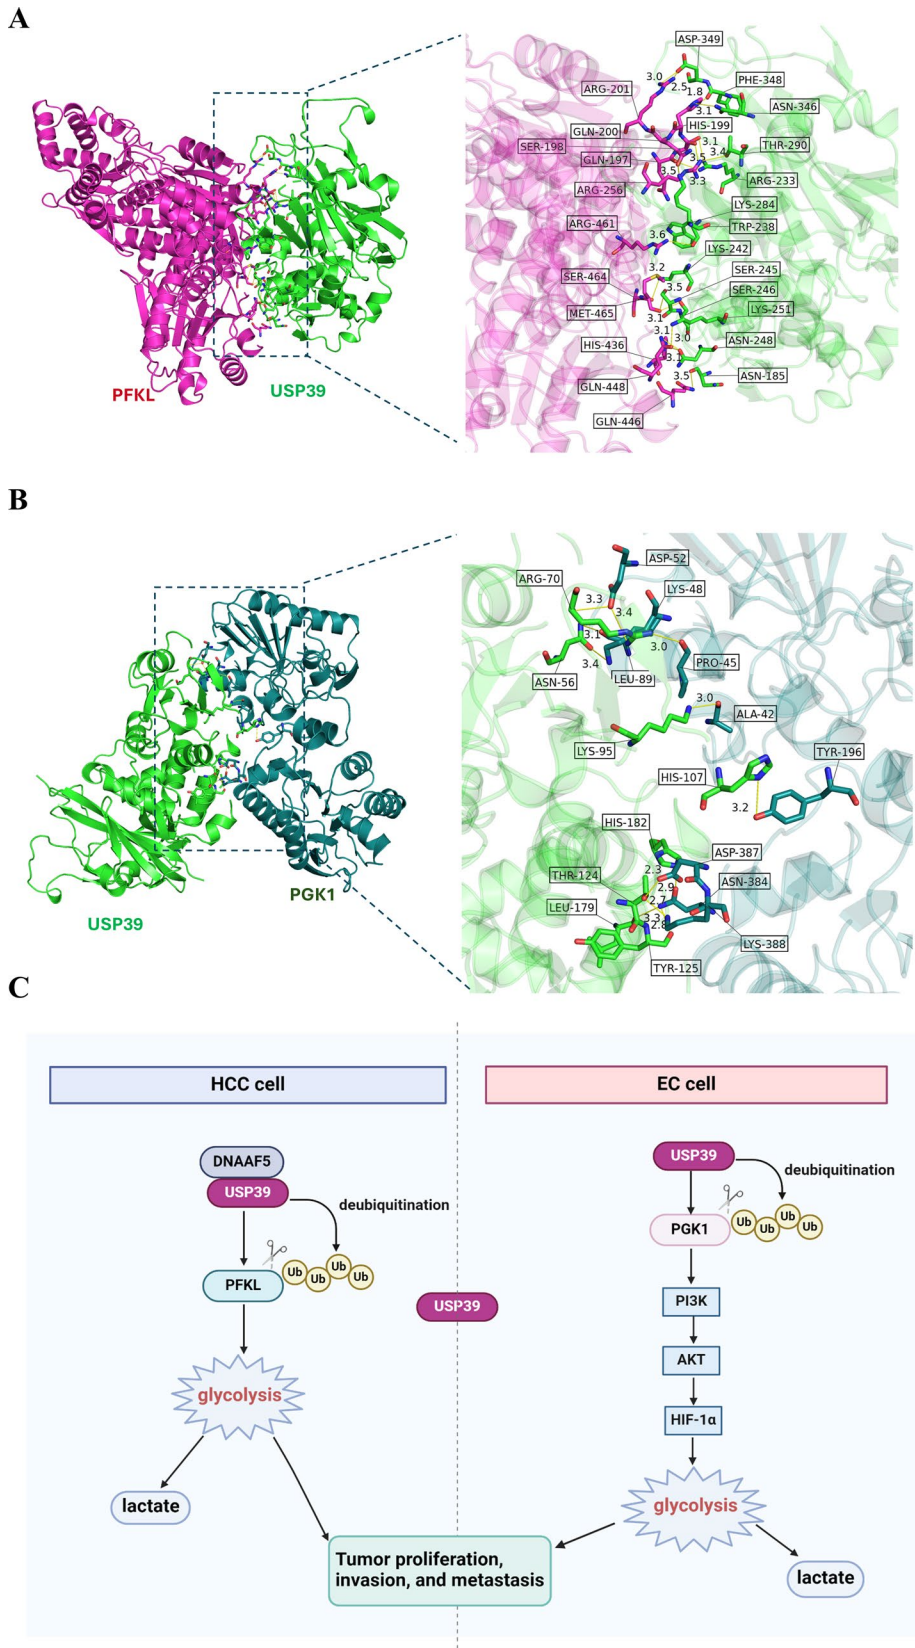 A
PFKL
USP39
ASP-349
3.0
2.5
1.8
PHE-348
ARG-201
3.1
ASN-346
HIS-199
GLN-200
SER-198
3.1
3.4
THR-290
GLN-197
3.5
3.5
3.3
ARG-256
ARG-233
LYS-284
ARG-461
TRP-238
3.6
LYS-242
3.2
SER-464
SER-245
3.5
SER-246
MET-465
3.1
LYS-251
3.1
3.0
HIS-436
ASN-248
3.1
3.5
ASN-185
GLN-448
GLN-446
B
USP39
PGK1
ASP-52
ARG-70
LYS-48
3.3
3.4
3.1
3.0
3.4
PRO-45
ASN-56
LEU-89
3.0
ALA-42
LYS-95
TYR-196
HIS-107
3.2
HIS-182
ASP-387
2.3
THR-124
2.9
ASN-384
2.7
LEU-179
3.3
2.8
LYS-388
TYR-125
C
HCC cell
EC cell
DNAAF5
USP39
deubiquitination
PFKL
Ub
Ub
Ub
Ub
glycolysis
lactate
USP39
USP39
deubiquitination
PGK1
Ub
Ub
Ub
Ub
PI3K
AKT
HIF-1α
glycolysis
lactate
Tumor proliferation,
invasion, and metastasis